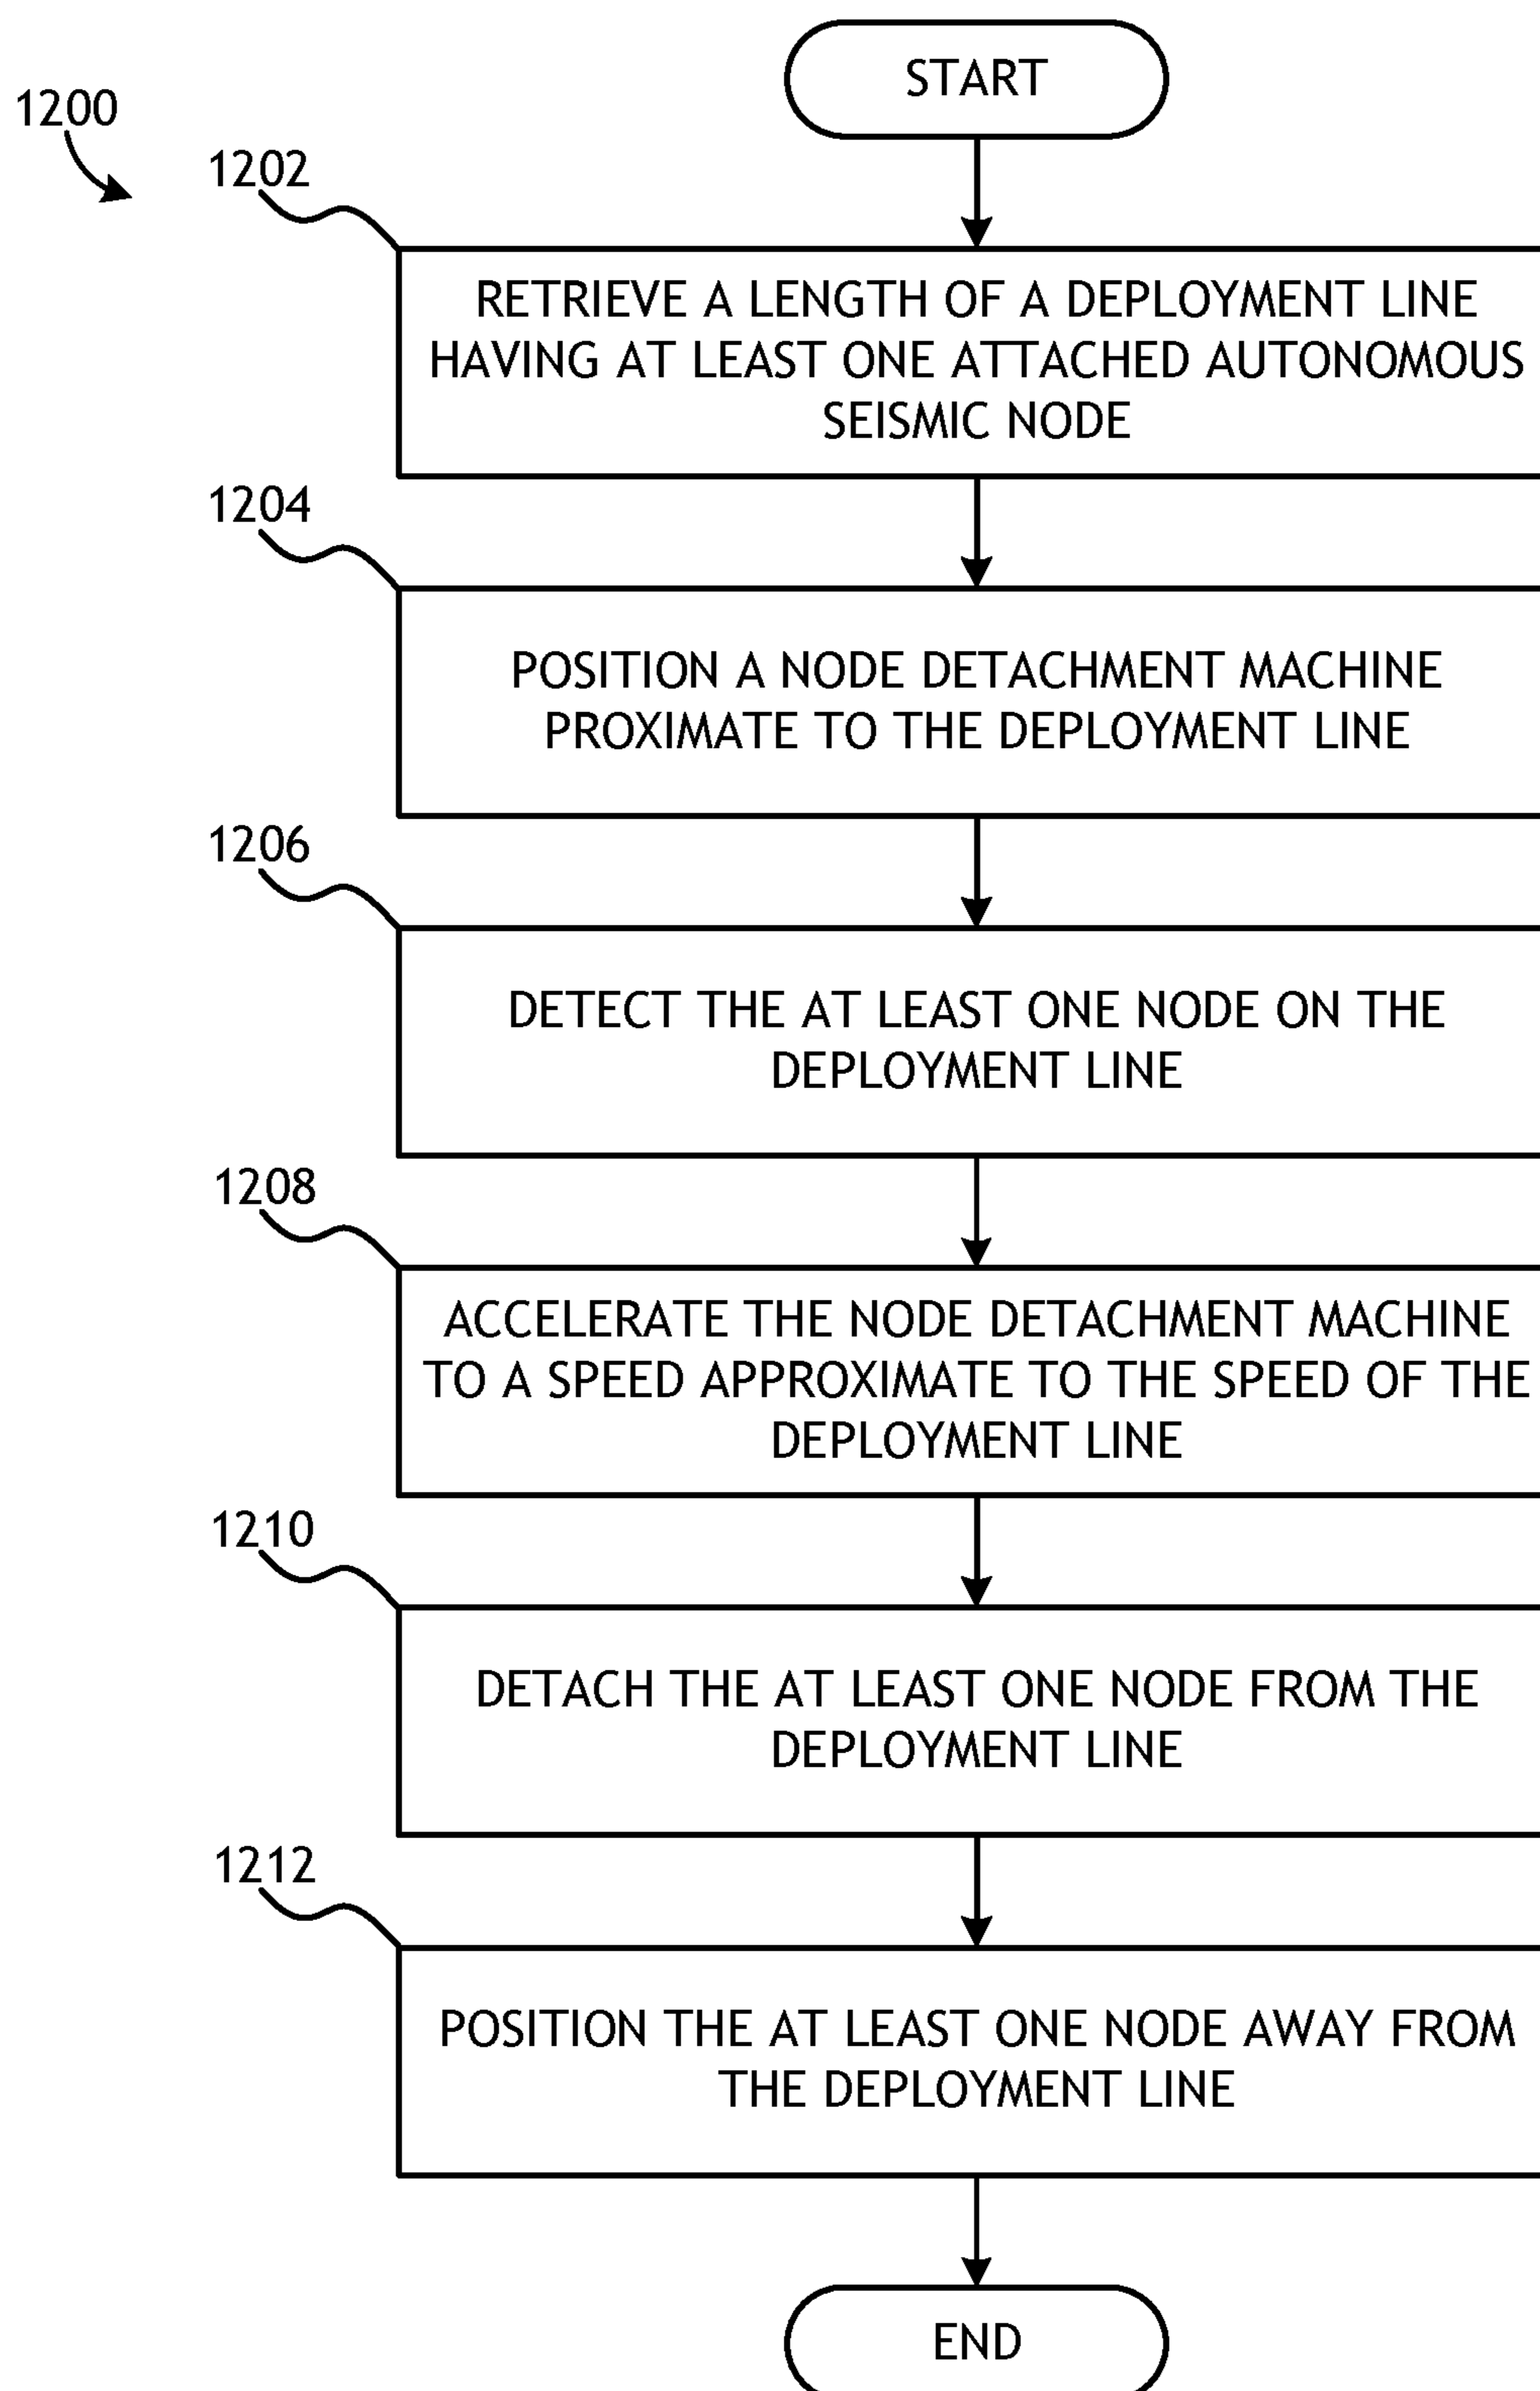 START
1200
1202
RETRIEVE A LENGTH OF A DEPLOYMENT LINE
HAVING AT LEAST ONE ATTACHED AUTONOMOUS
SEISMIC NODE
1204
POSITION A NODE DETACHMENT MACHINE
PROXIMATE TO THE DEPLOYMENT LINE
1206
DETECT THE AT LEAST ONE NODE ON THE
DEPLOYMENT LINE
1208
ACCELERATE THE NODE DETACHMENT MACHINE
TO A SPEED APPROXIMATE TO THE SPEED OF THE
DEPLOYMENT LINE
1210
DETACH THE AT LEAST ONE NODE FROM THE
DEPLOYMENT LINE
1212
POSITION THE AT LEAST ONE NODE AWAY FROM
THE DEPLOYMENT LINE
END